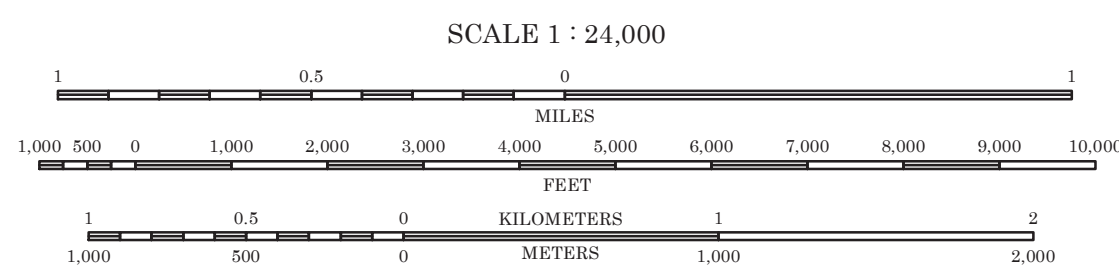 SCALE 1 : 24,000
1 0.5 0 1
MILES
1,000 500 0 1,000 2,000 3,000 4,000 5,000 6,000 7,000 8,000 9,000 10,000
FEET
1 0.5 0 KILOMETERS 1 2
1,000 500 0 METERS 1,000 2,000